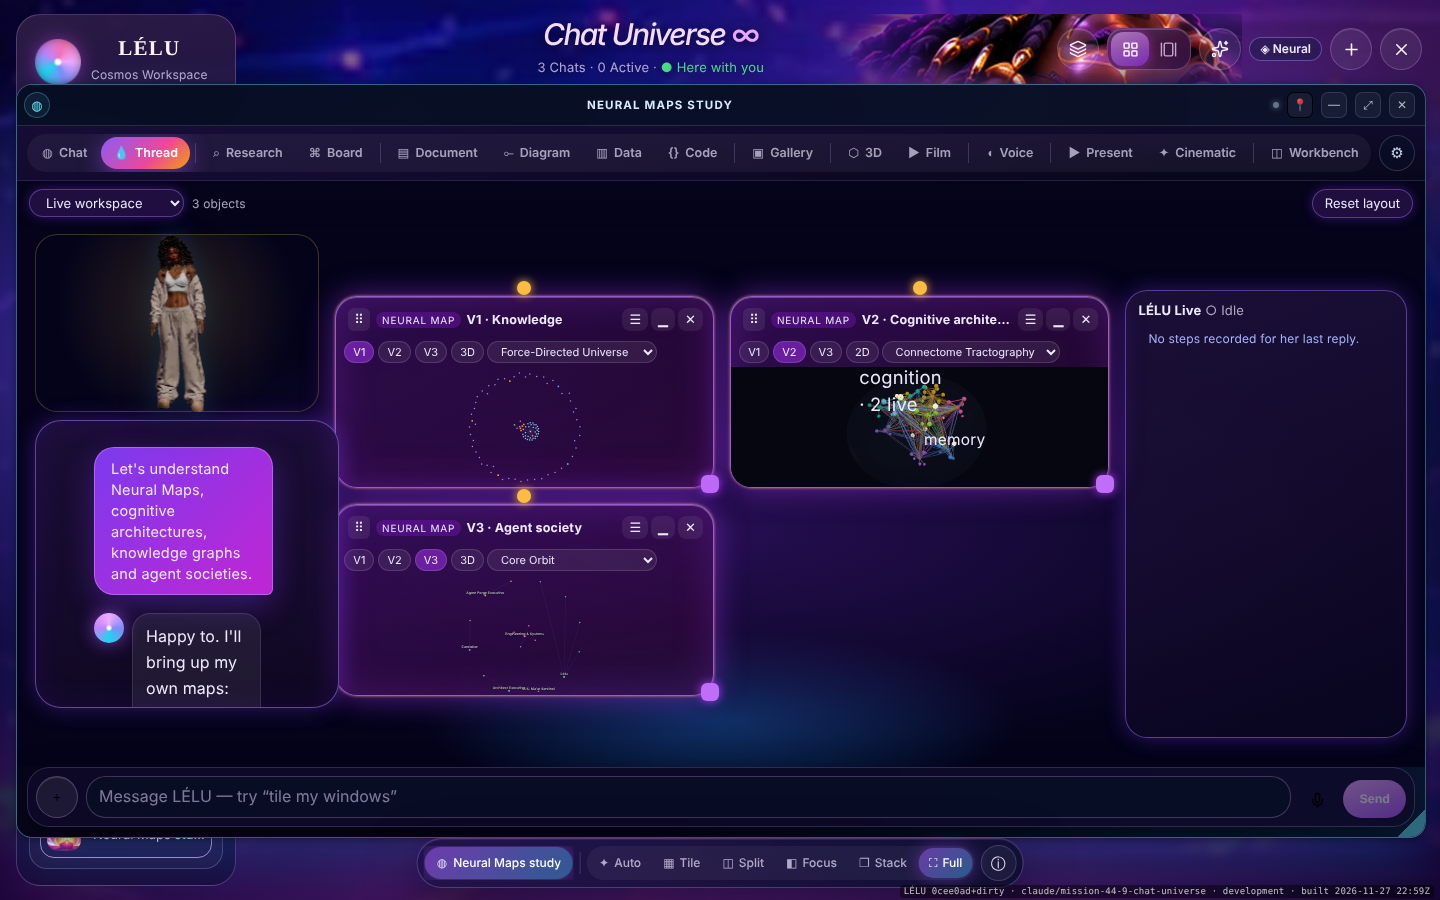 LÉLU
Cosmos Workspace
Chat Universe ∞
3 Chats · 0 Active · Here with you
◈ Neural
NEURAL MAPS STUDY
Chat
Thread
Research
Board
Document
Diagram
Data
{} Code
Gallery
3D
Film
Voice
Present
Cinematic
Workbench
Live workspace
3 objects
Reset layout
NEURAL MAP V1 · Knowledge
V1 V2 V3 3D Force-Directed Universe
NEURAL MAP V2 · Cognitive archite...
V1 V2 V3 2D Connectome Tractography
cognition
· 2 live
memory
LÉLU Live Idle
No steps recorded for her last reply.
Let's understand
Neural Maps,
cognitive
architectures,
knowledge graphs
and agent societies.
Happy to. I'll
bring up my
own maps:
NEURAL MAP V3 · Agent society
V1 V2 V3 3D Core Orbit
Message LÉLU — try “tile my windows”
Send
Neural Maps study
Auto
Tile
Split
Focus
Stack
Full
LÉLU 0cee0ad+dirty · claude/mission-44-9-chat-universe · development · built 2026-11-27 22:59Z